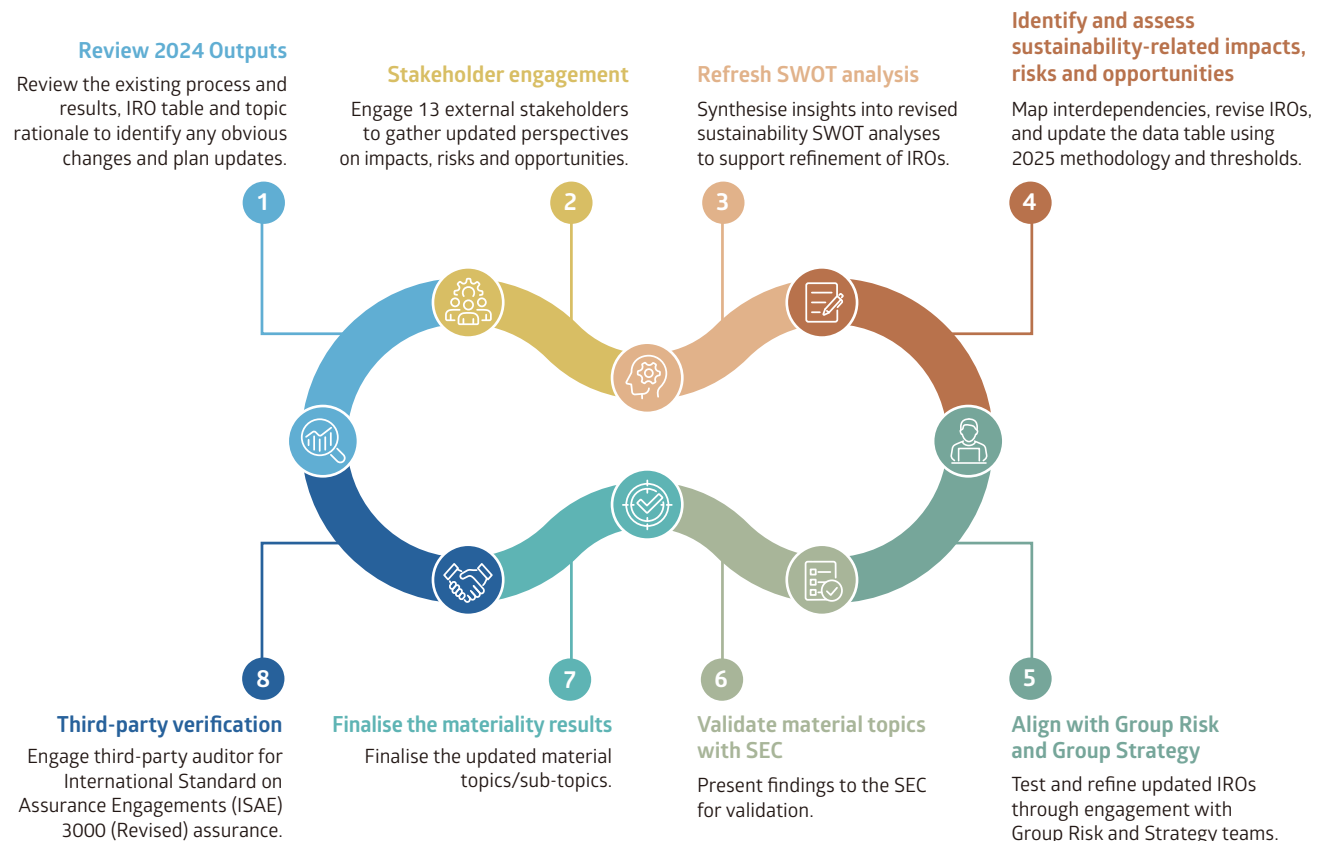 Review 2024 Outputs
Review the existing process and
results, IRO table and topic
rationale to identify any obvious
changes and plan updates.
1
Stakeholder engagement
Engage 13 external stakeholders
to gather updated perspectives
on impacts, risks and opportunities.
2
Refresh SWOT analysis
Synthesise insights into revised
sustainability SWOT analyses
to support refinement of IROs.
3
Identify and assess
sustainability-related impacts,
risks and opportunities
Map interdependencies, revise IROs,
and update the data table using
2025 methodology and thresholds.
4
8
Third-party verification
Engage third-party auditor for
International Standard on
Assurance Engagements (ISAE)
3000 (Revised) assurance.
7
Finalise the materiality results
Finalise the updated material
topics/sub-topics.
6
Validate material topics
with SEC
Present findings to the SEC
for validation.
5
Align with Group Risk
and Group Strategy
Test and refine updated IROs
through engagement with
Group Risk and Strategy teams.